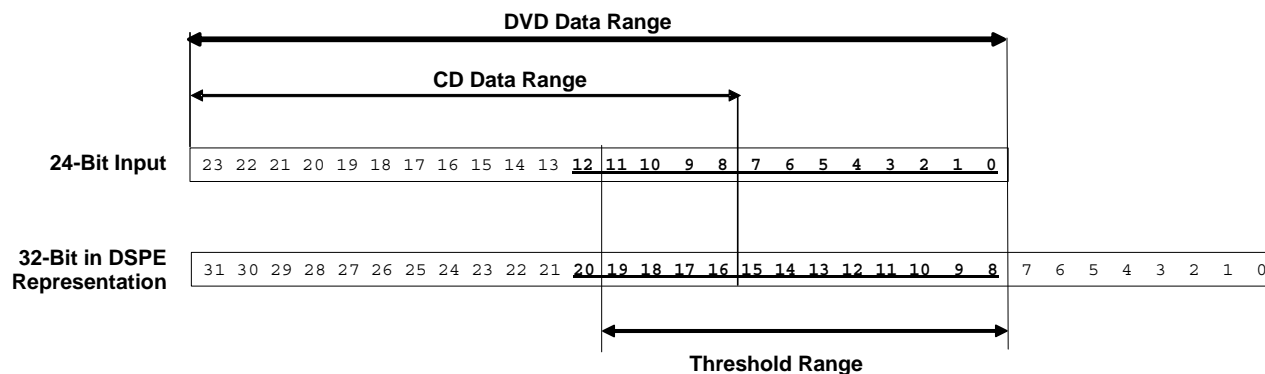 DVD Data Range
CD Data Range
24-Bit Input
23 22 21 20 19 18 17 16 15 14 13 12 11 10 9 8 7 6 5 4 3 2 1 0
32-Bit in DSPE
Representation
31 30 29 28 27 26 25 24 23 22 21 20 19 18 17 16 15 14 13 12 11 10 9 8 7 6 5 4 3 2 1 0
Threshold Range